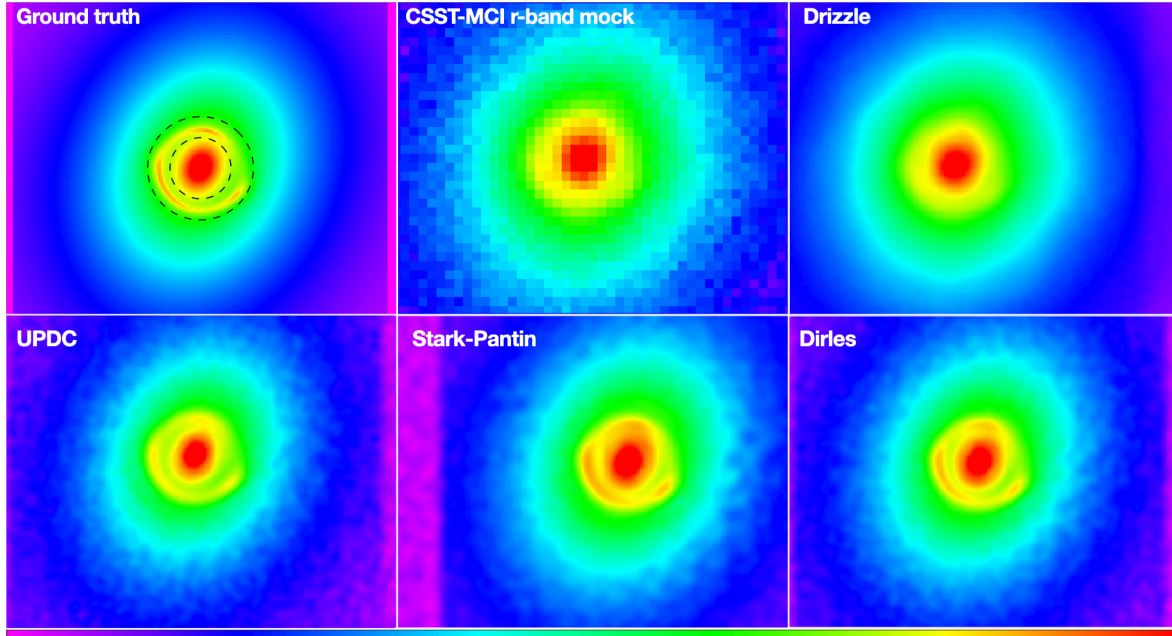 Ground truth
CSST-MCI r-band mock
Drizzle
UPDC
Stark-Pantin
Dirles